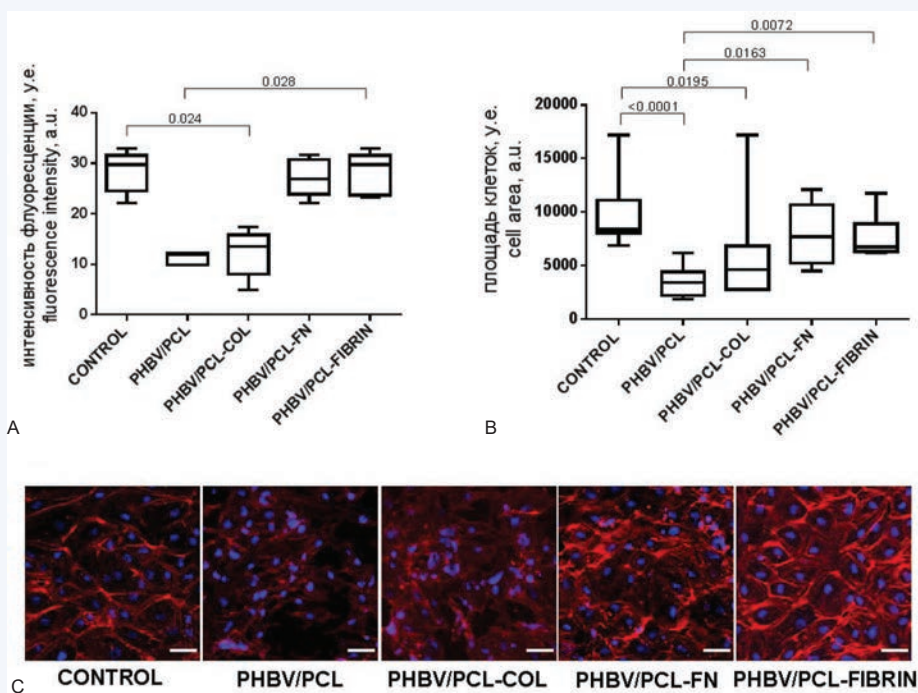 0.028
0.024
интенсивность флуоресценции, у.е.
fluorescence intensity, a.u.
40
30
20
10
0
CONTROL
PHBV/PCL
PHBV/PCL-COL
PHBV/PCL-FN
PHBV/PCL-FIBRIN
A
0.0072
0.0163
0.0195
<0.0001
площадь клеток, у.е.
cell area, a.u.
20000
15000
10000
5000
0
CONTROL
PHBV/PCL
PHBV/PCL-COL
PHBV/PCL-FN
PHBV/PCL-FIBRIN
B
CONTROL PHBV/PCL PHBV/PCL-COL PHBV/PCL-FN PHBV/PCL-FIBRIN
C